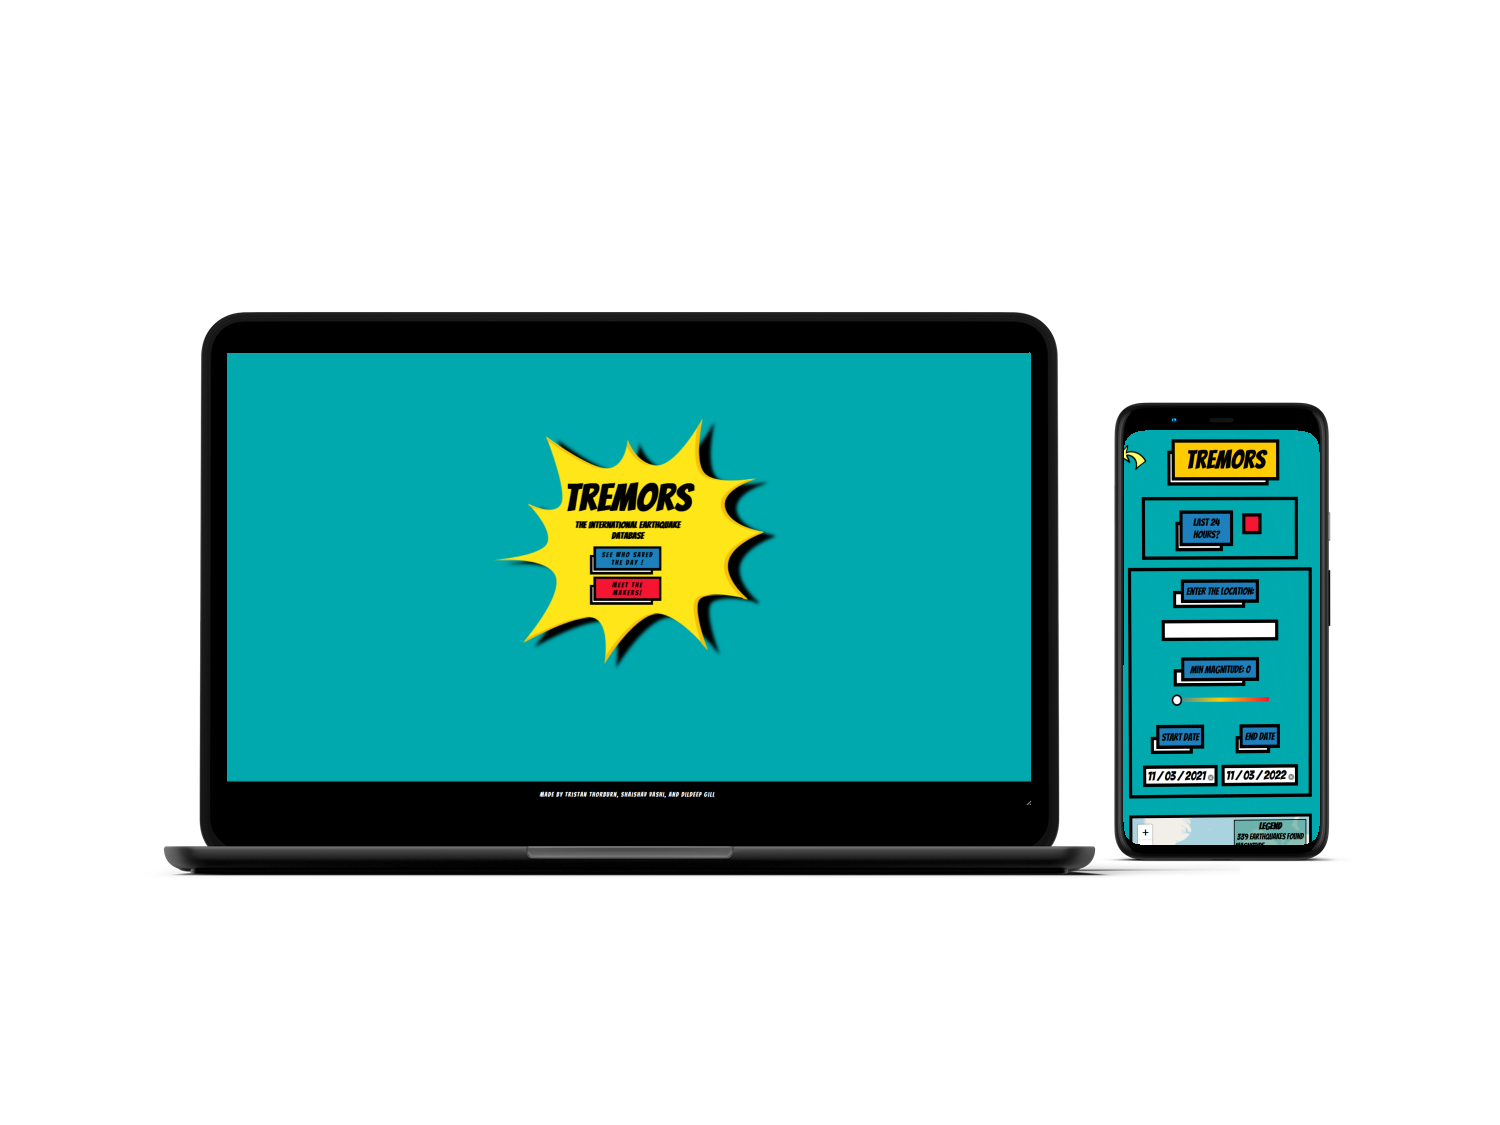 TREMORS
THE INTERNATIONAL EARTHQUAKE
DATABASE
SEE WHO SAVED
THE DAY !
MEET THE
MAKERS!
MADE BY TRISTAN THORBURN, SHAISHAV VASHI, AND DILDEEP GILL
TREMORS
LAST 24
HOURS?
ENTER THE LOCATION:
MIN MAGNITUDE: 0
START DATE
END DATE
11 / 03 / 2021
11 / 03 / 2022
+
LEGEND
339 EARTHQUAKES FOUND